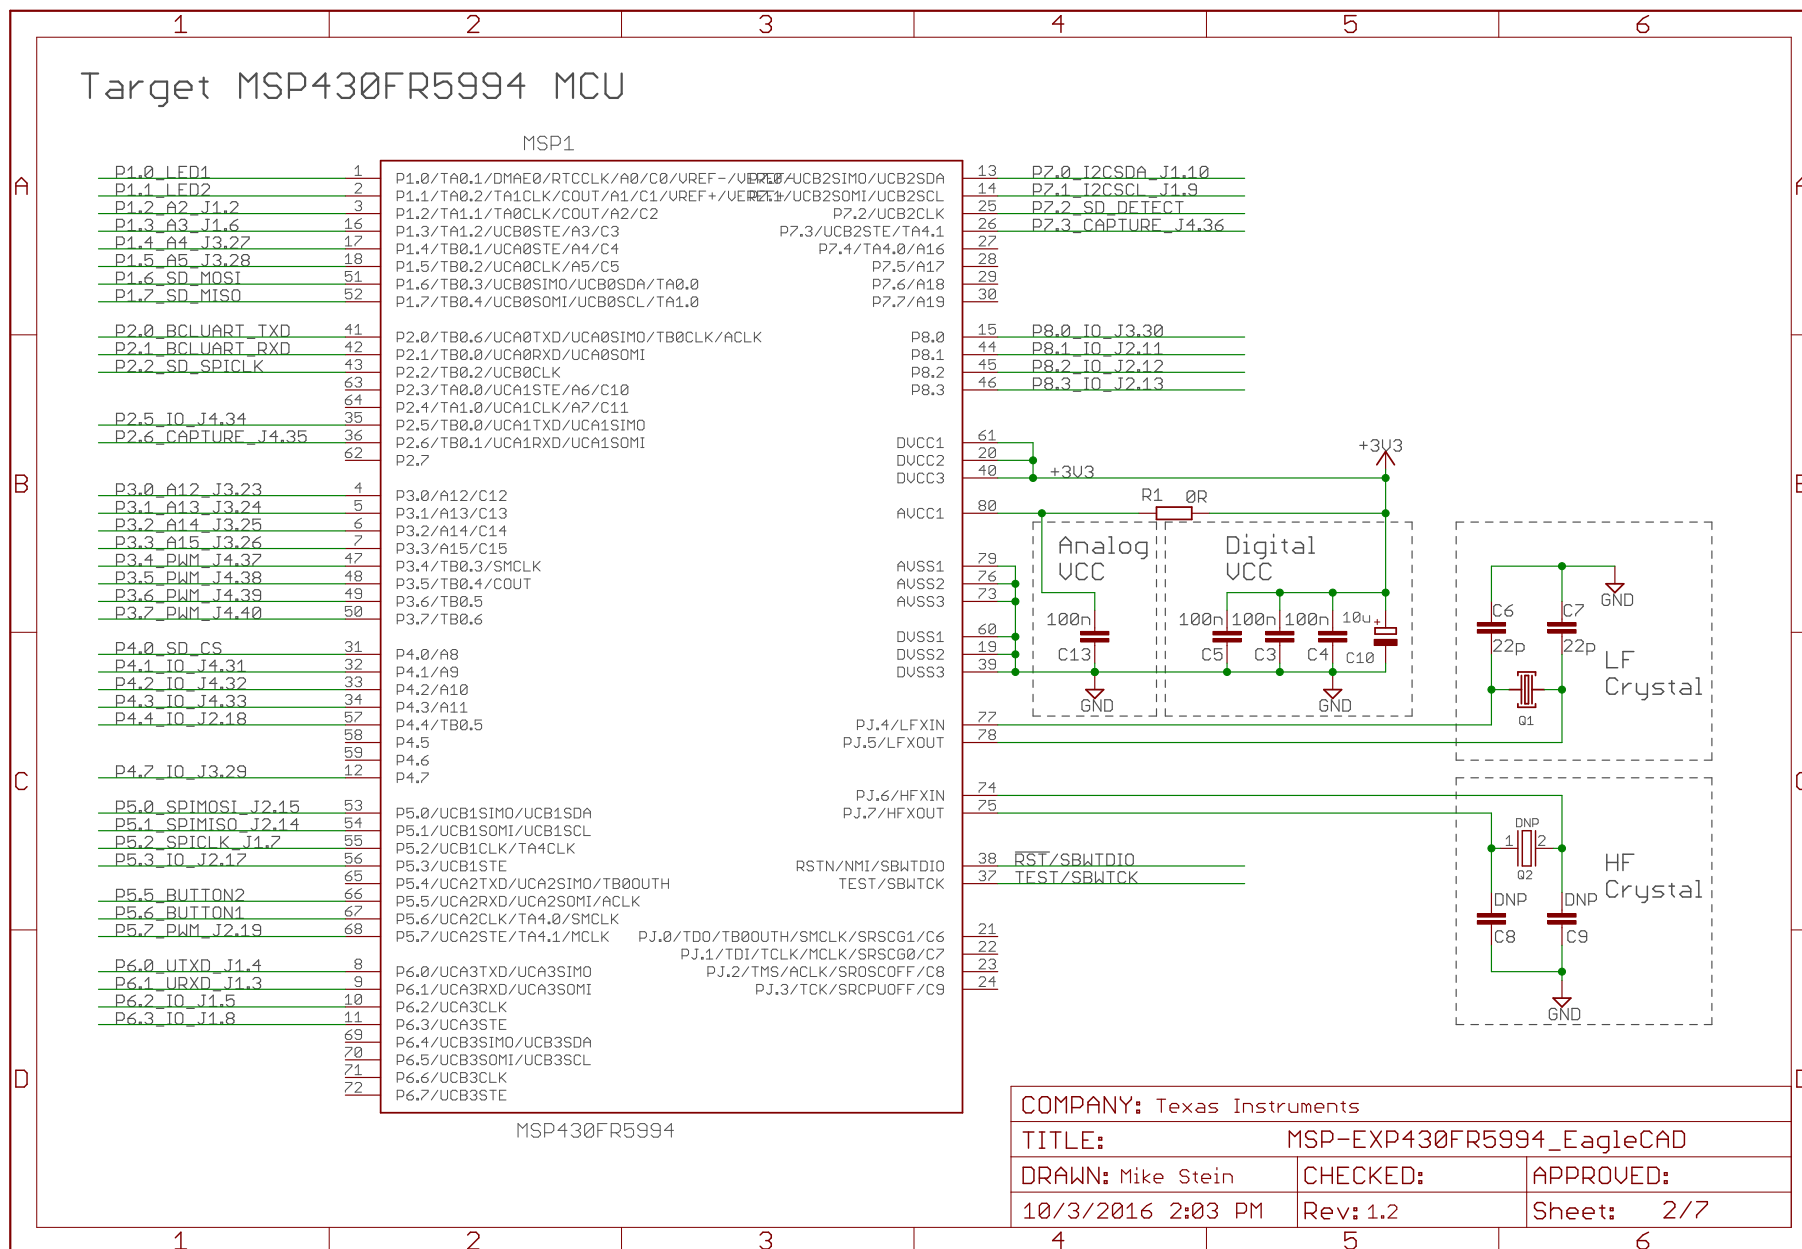 1 2 3 4 5 6
Target MSP430FR5994 MCU
MSP1
A
B
C
D
P1.0_LED1 1 P1.0/TA0.1/DMAE0/RTCCLK/A0/C0/VREF-/VEREF-
P1.1_LED2 2 P1.1/TA0.2/TA1CLK/COUT/A1/C1/VREF+/VEREF+
P1.2_A2_J1.2 3 P1.2/TA1.1/TA0CLK/COUT/A2/C2
P1.3_A3_J1.6 16 P1.3/TA1.2/UCB0STE/A3/C3
P1.4_A4_J3.27 17 P1.4/TB0.1/UCA0STE/A4/C4
P1.5_A5_J3.28 18 P1.5/TB0.2/UCA0CLK/A5/C5
P1.6_SD_MOSI 51 P1.6/TB0.3/UCB0SIMO/UCB0SDA/TA0.0
P1.7_SD_MISO 52 P1.7/TB0.4/UCB0SOMI/UCB0SCL/TA1.0
P2.0_BCLUART_TXD 41 P2.0/TB0.6/UCA0TXD/UCA0SIMO/TB0CLK/ACLK
P2.1_BCLUART_RXD 42 P2.1/TB0.0/UCA0RXD/UCA0SOMI
P2.2_SD_SPICLK 43 P2.2/TB0.2/UCB0CLK
63 P2.3/TA0.0/UCA1STE/A6/C10
64 P2.4/TA1.0/UCA1CLK/A7/C11
P2.5_IO_J4.34 35 P2.5/TB0.0/UCA1TXD/UCA1SIMO
P2.6_CAPTURE_J4.35 36 P2.6/TB0.1/UCA1RXD/UCA1SOMI
62 P2.7
P3.0_A12_J3.23 4 P3.0/A12/C12
P3.1_A13_J3.24 5 P3.1/A13/C13
P3.2_A14_J3.25 6 P3.2/A14/C14
P3.3_A15_J3.26 7 P3.3/A15/C15
P3.4_PWM_J4.37 47 P3.4/TB0.3/SMCLK
P3.5_PWM_J4.38 48 P3.5/TB0.4/COUT
P3.6_PWM_J4.39 49 P3.6/TB0.5
P3.7_PWM_J4.40 50 P3.7/TB0.6
P4.0_SD_CS 31 P4.0/A8
P4.1_IO_J4.31 32 P4.1/A9
P4.2_IO_J4.32 33 P4.2/A10
P4.3_IO_J4.33 34 P4.3/A11
P4.4_IO_J2.18 57 P4.4/TB0.5
58 P4.5
59 P4.6
P4.7_IO_J3.29 12 P4.7
P5.0_SPIMOSI_J2.15 53 P5.0/UCB1SIMO/UCB1SDA
P5.1_SPIMISO_J2.14 54 P5.1/UCB1SOMI/UCB1SCL
P5.2_SPICLK_J1.7 55 P5.2/UCB1CLK/TA4CLK
P5.3_IO_J2.17 56 P5.3/UCB1STE
65 P5.4/UCA2TXD/UCA2SIMO/TB0OUTH
P5.5_BUTTON2 66 P5.5/UCA2RXD/UCA2SOMI/ACLK
P5.6_BUTTON1 67 P5.6/UCA2CLK/TA4.0/SMCLK
P5.7_PWM_J2.19 68 P5.7/UCA2STE/TA4.1/MCLK
P6.0_UTXD_J1.4 8 P6.0/UCA3TXD/UCA3SIMO
P6.1_URXD_J1.3 9 P6.1/UCA3RXD/UCA3SOMI
P6.2_IO_J1.5 10 P6.2/UCA3CLK
P6.3_IO_J1.8 11 P6.3/UCA3STE
69 P6.4/UCB3SIMO/UCB3SDA
70 P6.5/UCB3SOMI/UCB3SCL
71 P6.6/UCB3CLK
72 P6.7/UCB3STE
P7.0/UCB2SIMO/UCB2SDA 13 P7.0_I2CSDA_J1.10
P7.1/UCB2SOMI/UCB2SCL 14 P7.1_I2CSCL_J1.9
P7.2/UCB2CLK 25 P7.2_SD_DETECT
P7.3/UCB2STE/TA4.1 26 P7.3_CAPTURE_J4.36
P7.4/TA4.0/A16 27
P7.5/A17 28
P7.6/A18 29
P7.7/A19 30
P8.0 15 P8.0_IO_J3.30
P8.1 44 P8.1_IO_J2.11
P8.2 45 P8.2_IO_J2.12
P8.3 46 P8.3_IO_J2.13
DVCC1 61
DVCC2 20
DVCC3 40 +3V3
AVCC1 80
AVSS1 79
AVSS2 76
AVSS3 73
DVSS1 60
DVSS2 19
DVSS3 39
PJ.4/LFXIN 77
PJ.5/LFXOUT 78
PJ.6/HFXIN 74
PJ.7/HFXOUT 75
RSTN/NMI/SBWTDIO 38 RST/SBWTDIO
TEST/SBWTCK 37 TEST/SBWTCK
PJ.0/TDO/TB0OUTH/SMCLK/SRSCG1/C6 21
PJ.1/TDI/TCLK/MCLK/SRSCG0/C7 22
PJ.2/TMS/ACLK/SROSCOFF/C8 23
PJ.3/TCK/SRCPUOFF/C9 24
MSP430FR5994
+3V3
R1 0R
Analog
VCC
100n
C13
GND
Digital
VCC
100n 100n 100n 10u +
C5 C3 C4 C10
GND
GND
C6 C7
22p 22p
LF
Crystal
Q1
DNP
1 2
Q2
HF
Crystal
DNP DNP
C8 C9
GND
COMPANY: Texas Instruments
TITLE: MSP-EXP430FR5994_EagleCAD
DRAWN: Mike Stein CHECKED: APPROVED:
10/3/2016 2:03 PM Rev: 1.2 Sheet: 2/7
1 2 3 4 5 6